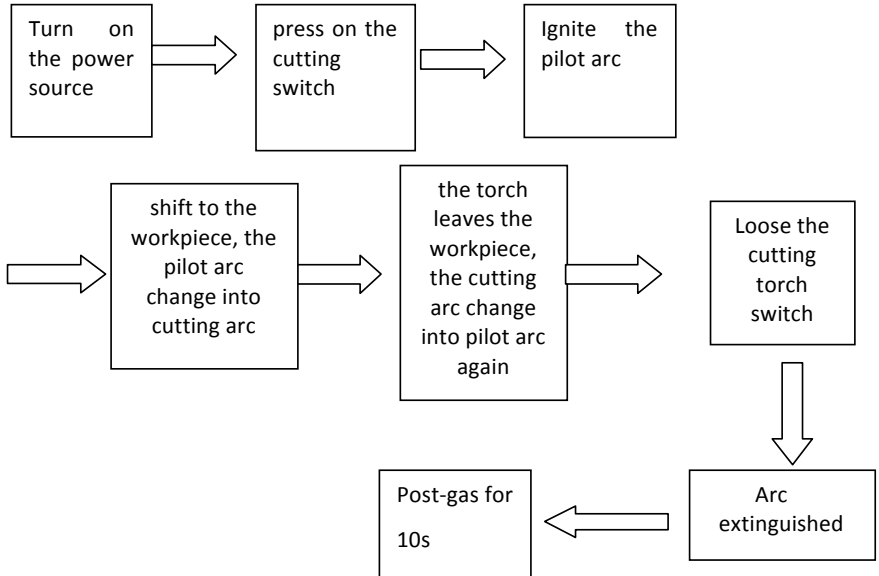 Turn on
the power
source
press on the
cutting
switch
Ignite the
pilot arc
shift to the
workpiece, the
pilot arc
change into
cutting arc
the torch
leaves the
workpiece,
the cutting
arc change
into pilot arc
again
Loose the
cutting
torch
switch
Arc
extinguished
Post-gas for
10s